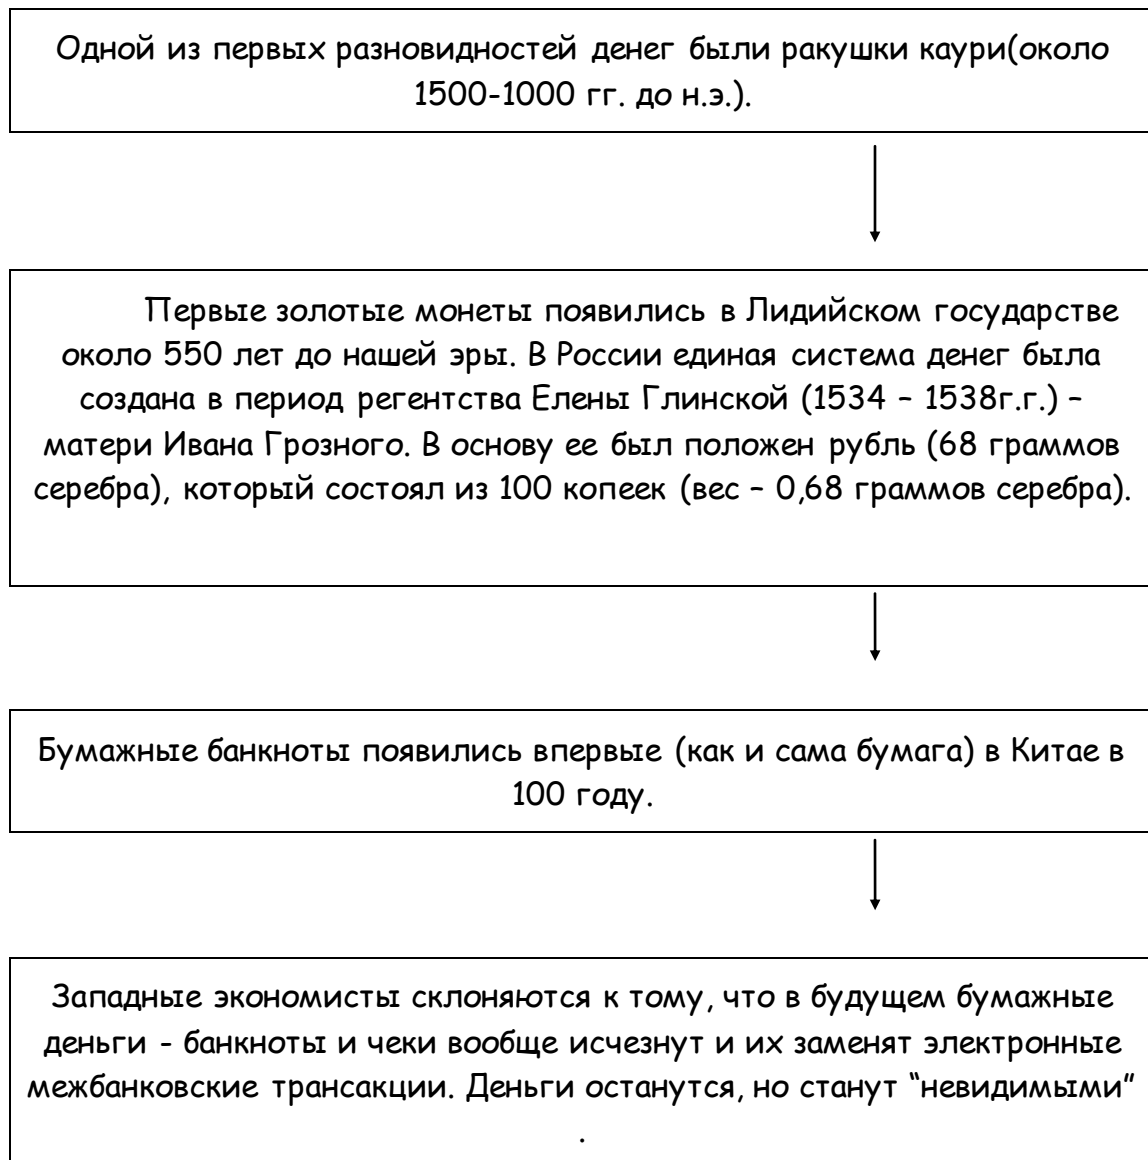 Одной из первых разновидностей денег были ракушки каури(около
1500-1000 гг. до н.э.).
Первые золотые монеты появились в Лидийском государстве
около 550 лет до нашей эры. В России единая система денег была
создана в период регентства Елены Глинской (1534 – 1538г.г.) –
матери Ивана Грозного. В основу ее был положен рубль (68 граммов
серебра), который состоял из 100 копеек (вес – 0,68 граммов серебра).
Бумажные банкноты появились впервые (как и сама бумага) в Китае в
100 году.
Западные экономисты склоняются к тому, что в будущем бумажные
деньги - банкноты и чеки вообще исчезнут и их заменят электронные
межбанковские трансакции. Деньги останутся, но станут “невидимыми”
.